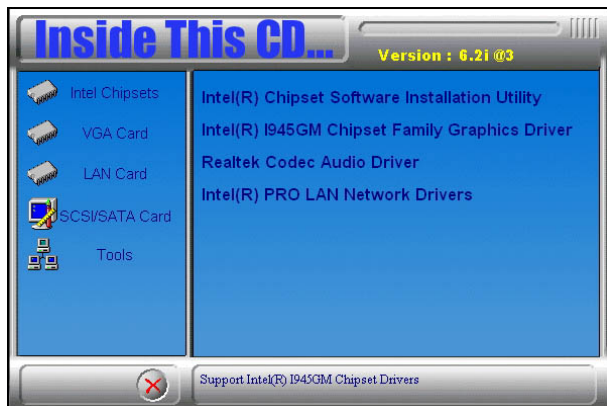 Inside This CD...
Version : 6.2i @3
Intel Chipsets
VGA Card
LAN Card
SCSI/SATA Card
Tools
Intel(R) Chipset Software Installation Utility
Intel(R) I945GM Chipset Family Graphics Driver
Realtek Codec Audio Driver
Intel(R) PRO LAN Network Drivers
Support Intel(R) I945GM Chipset Drivers